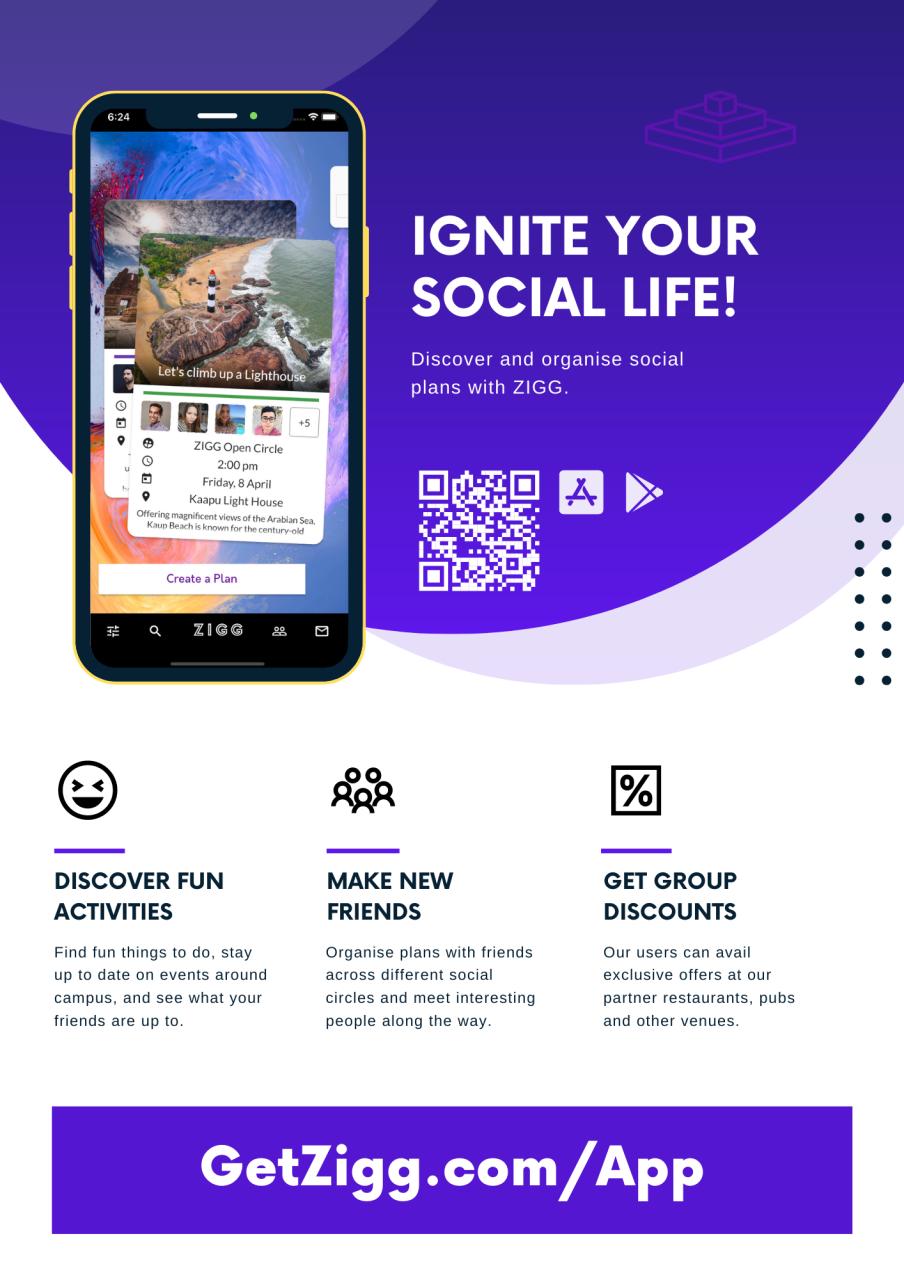 6:24
Let's climb up a Lighthouse
+5
ZIGG Open Circle
2:00 pm
Friday, 8 April
Kaapu Light House
Offering magnificent views of the Arabian Sea,
Kaup Beach is known for the century-old
Create a Plan
ZIGG
IGNITE YOUR
SOCIAL LIFE!
Discover and organise social
plans with ZIGG.
DISCOVER FUN
ACTIVITIES
Find fun things to do, stay
up to date on events around
campus, and see what your
friends are up to.
MAKE NEW
FRIENDS
Organise plans with friends
across different social
circles and meet interesting
people along the way.
%
GET GROUP
DISCOUNTS
Our users can avail
exclusive offers at our
partner restaurants, pubs
and other venues.
GetZigg.com/App